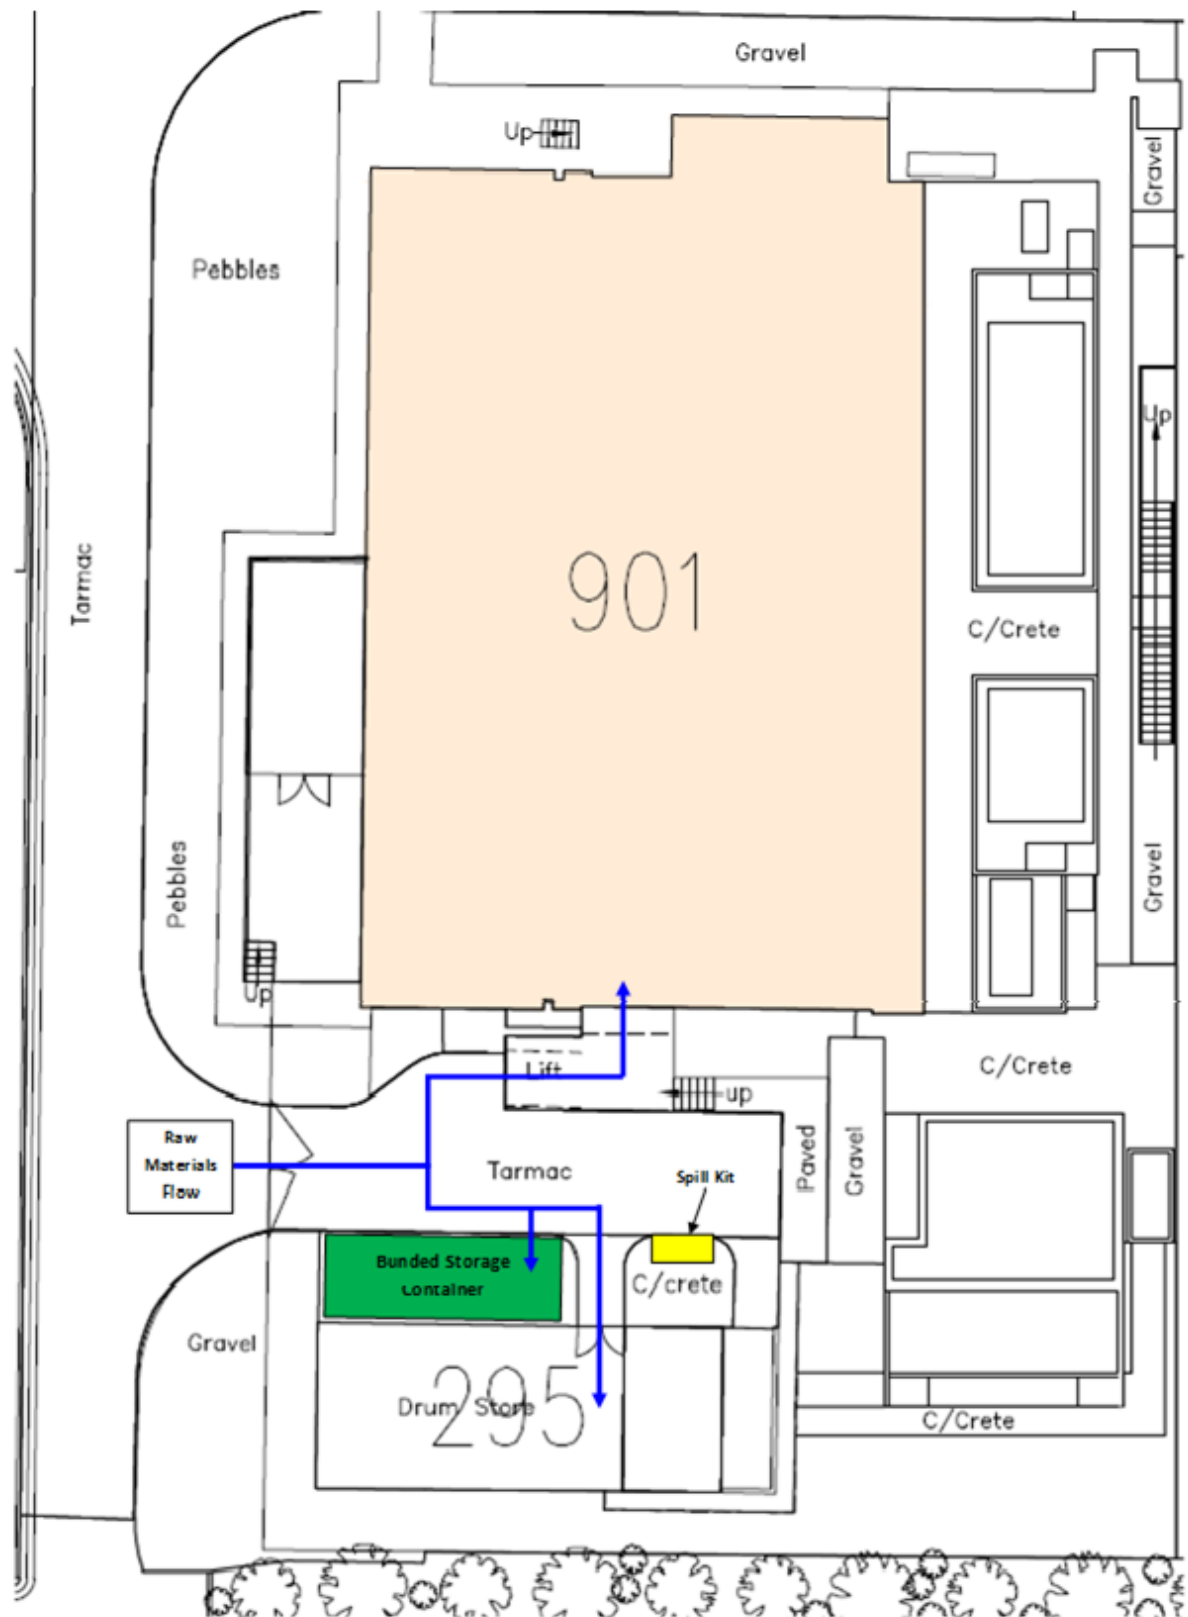 Gravel
Up
Gravel
Pebbles
Up
Tarmac
901
C/Crete
Pebbles
Gravel
Up
Lift
C/Crete
up
Raw
Materials
Flow
Tarmac
Spill Kit
Paved
Gravel
Bunded Storage
Container
C/crete
Gravel
295
Drum Store
C/Crete